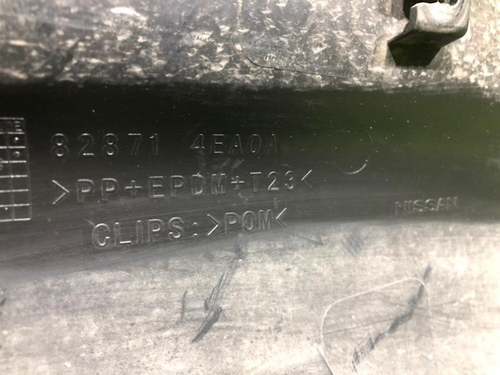 82871 4EA0A
>PP+EPDM+T23<
CLIPS:>POM<
NISSAN